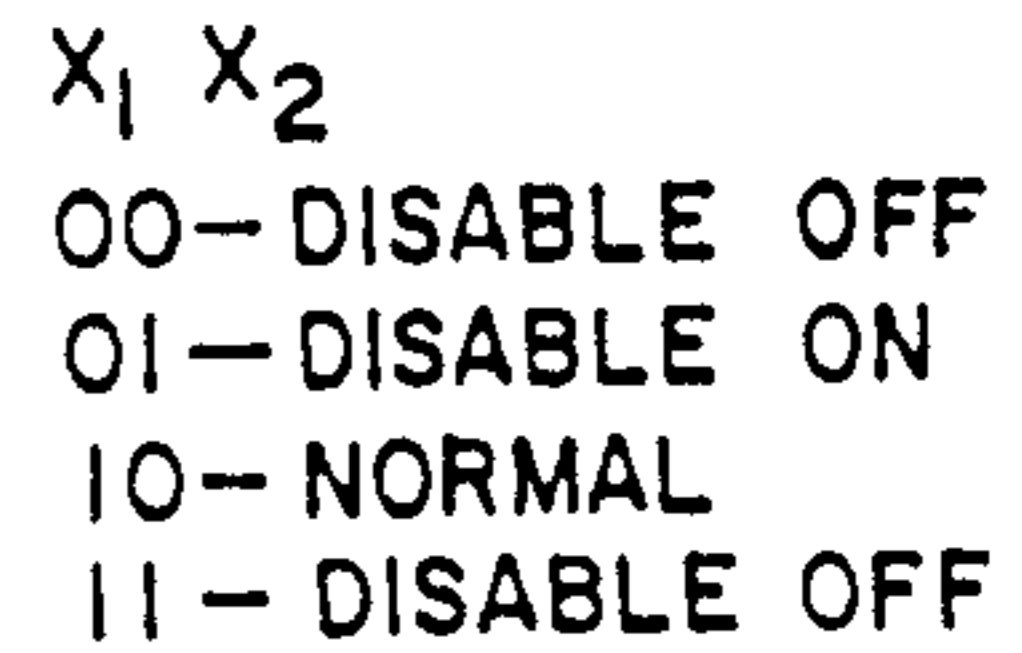 X₁ X₂
00- DISABLE OFF
01- DISABLE ON
10- NORMAL
11- DISABLE OFF